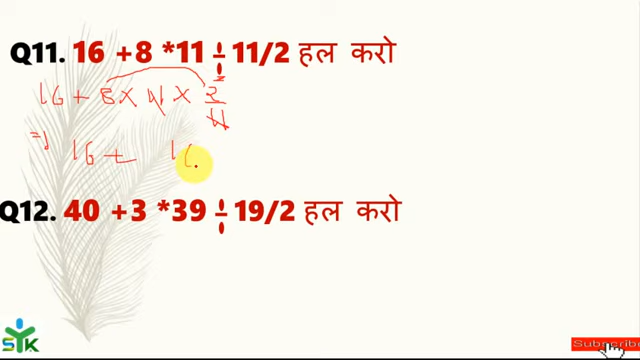 Q11. 16 +8 *11 ÷ 11/2 हल करो
16 + 8 × 11 × 2/11
=) 16 + 16
Q12. 40 +3 *39 ÷ 19/2 हल करो
SYK
Subscribe